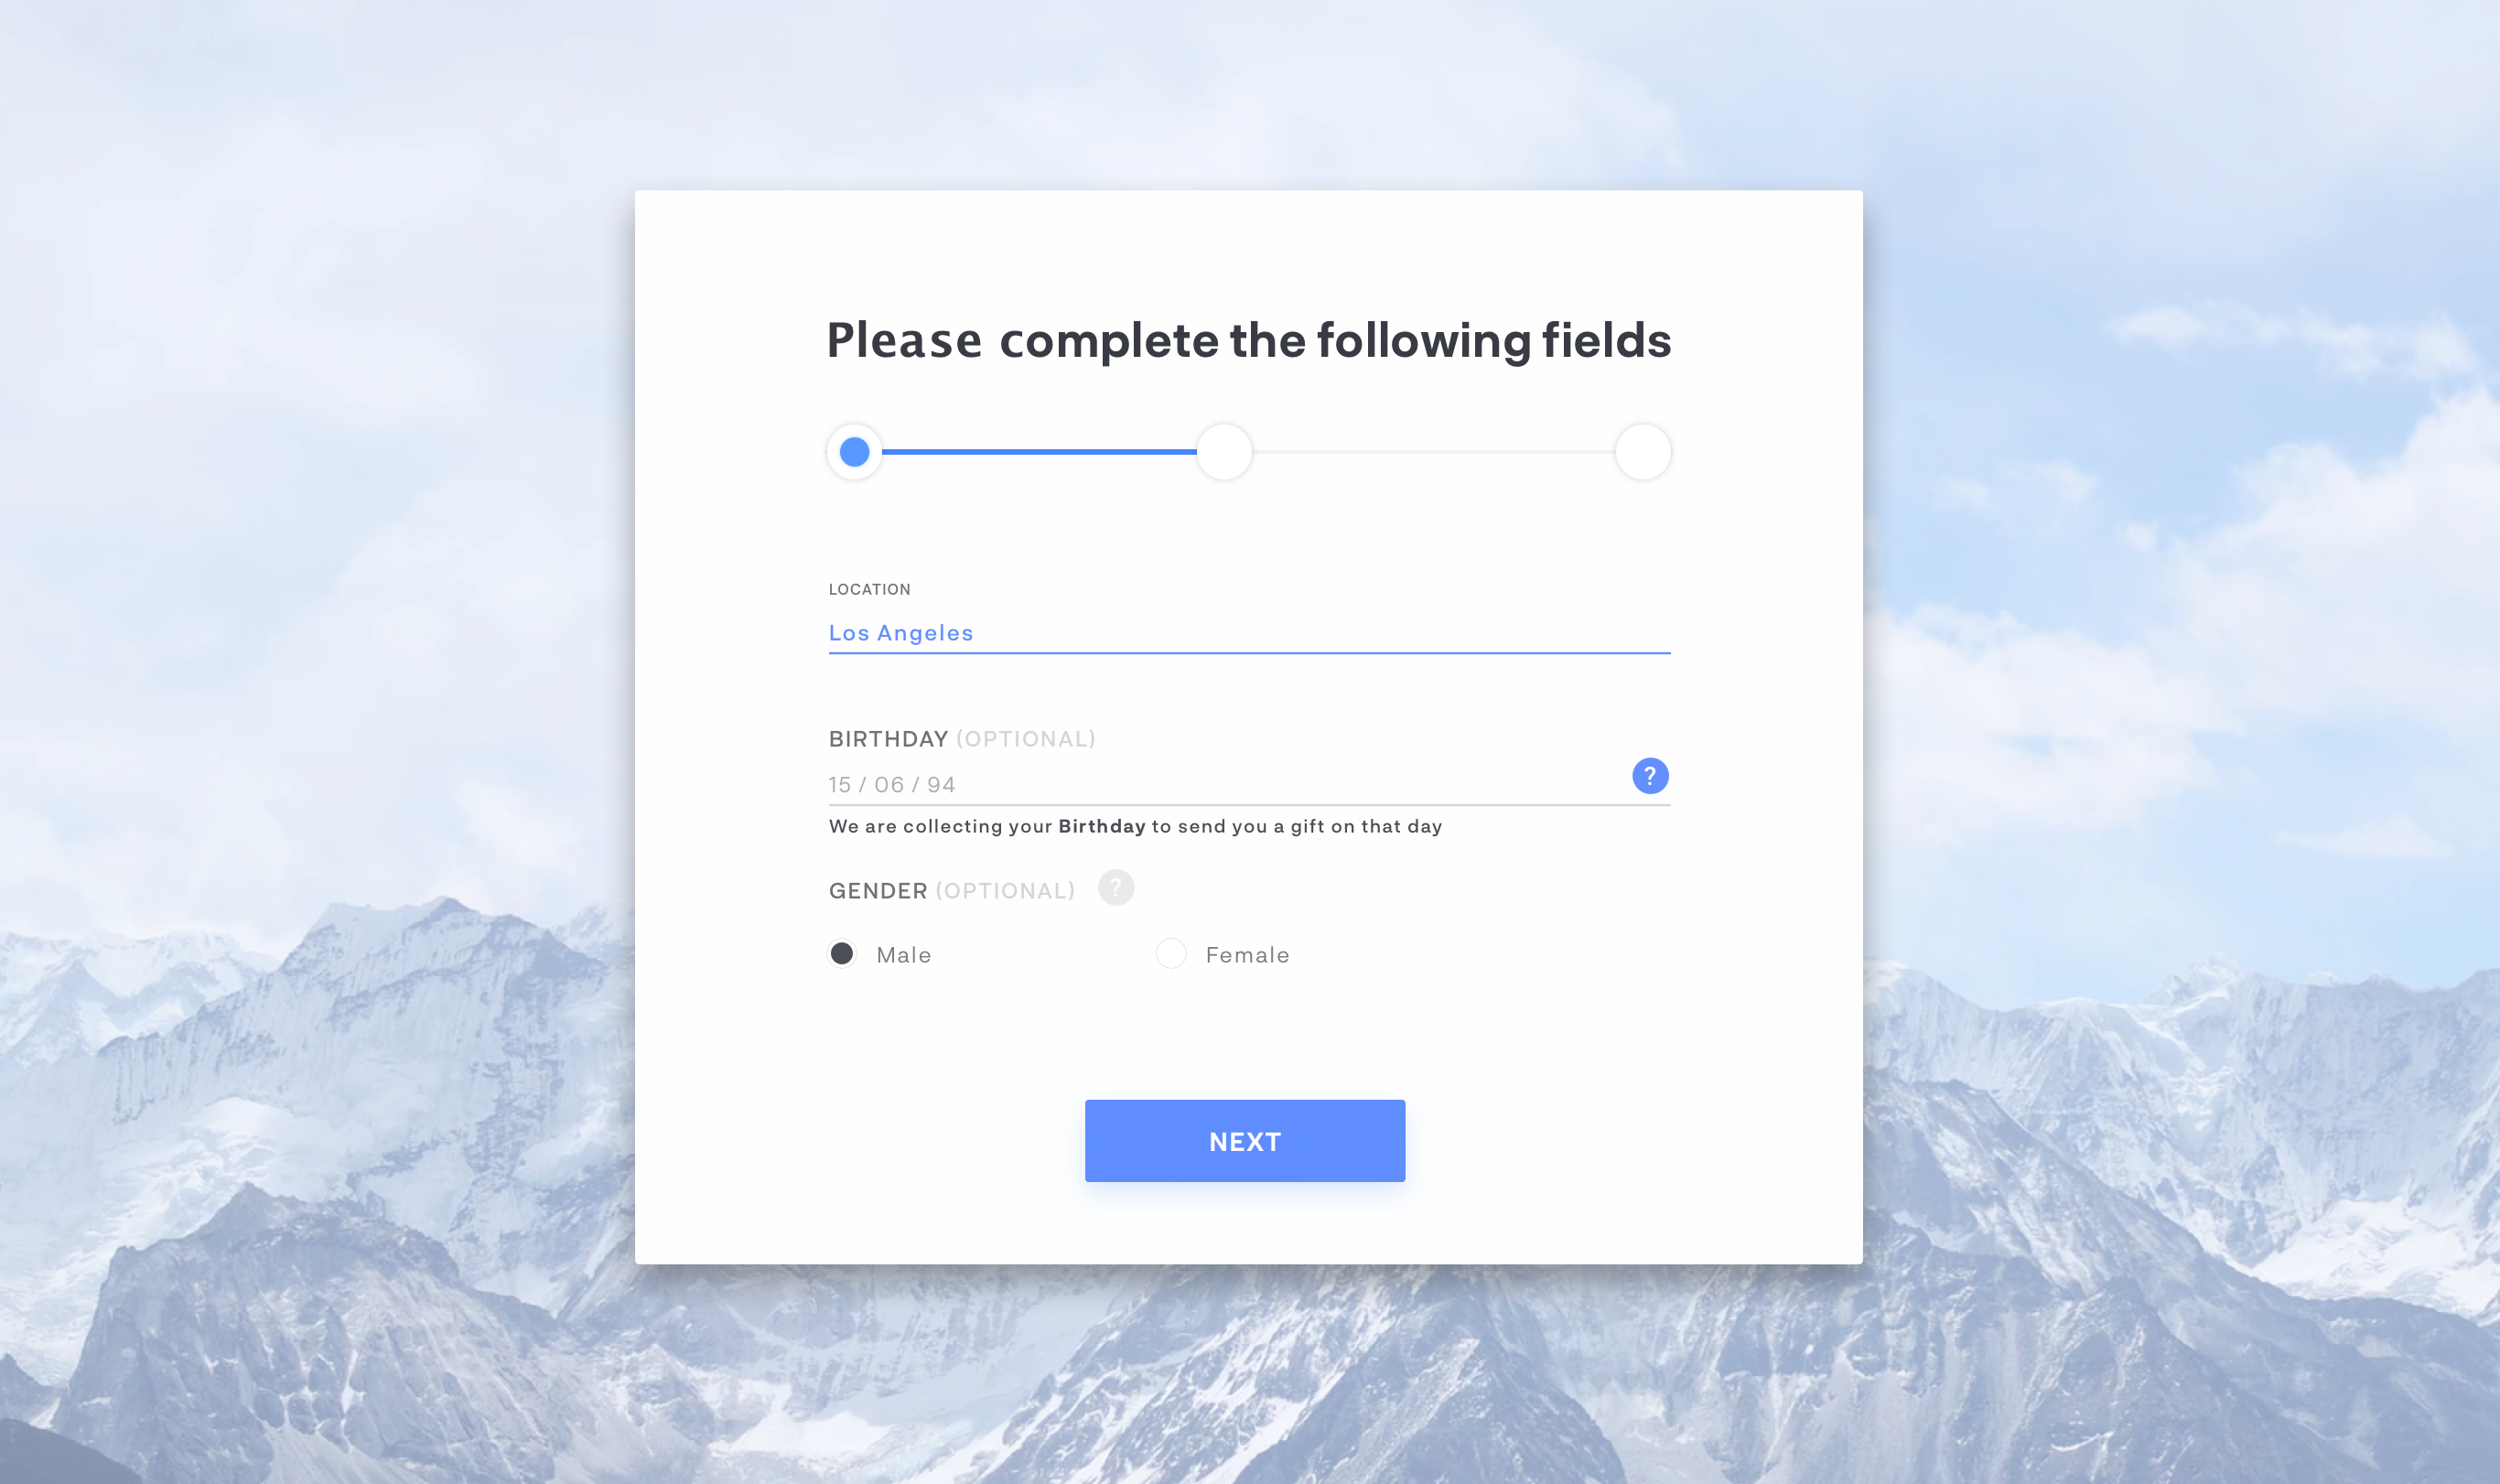 Please complete the following fields
LOCATION
Los Angeles
BIRTHDAY (OPTIONAL)
15 / 06 / 94
?
We are collecting your Birthday to send you a gift on that day
GENDER (OPTIONAL) ?
Male Female
NEXT